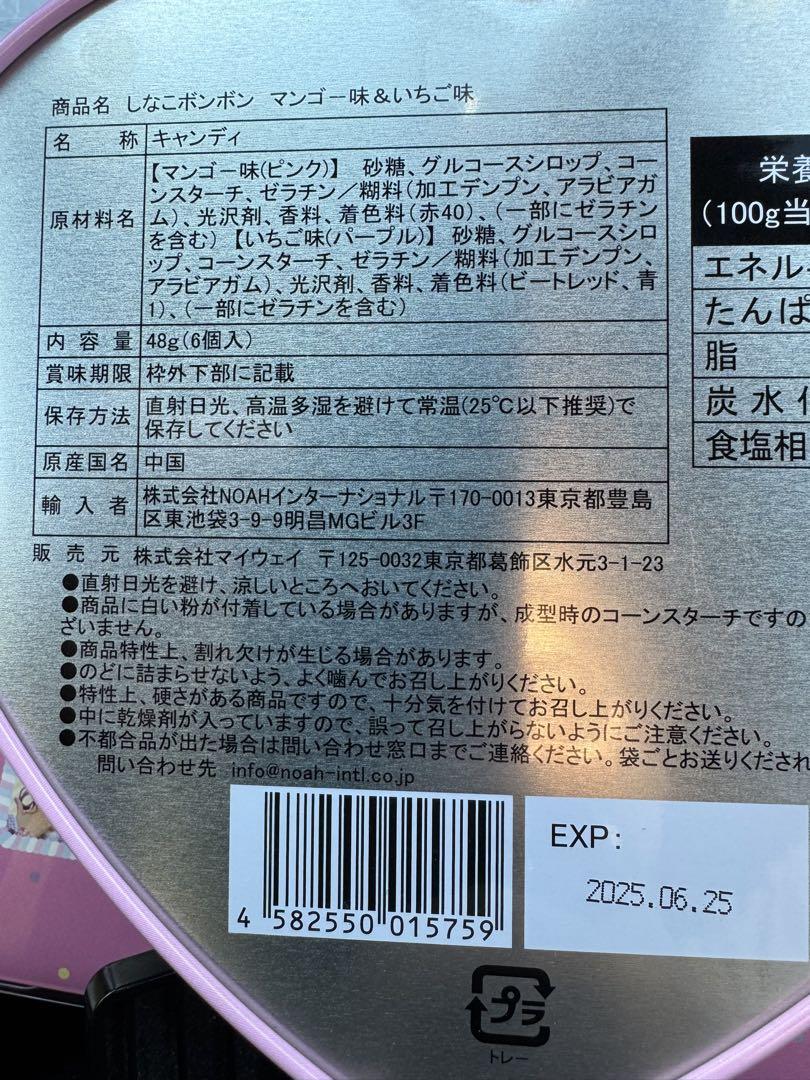 商品名 しなこボンボン マンゴー味＆いちご味
名 称 キャンディ
原材料名 【マンゴー味(ピンク)】 砂糖、グルコースシロップ、コー
ンスターチ、ゼラチン／糊料(加工デンプン、アラビアガ
ム)、光沢剤、香料、着色料(赤40)、(一部にゼラチン
を含む) 【いちご味(パープル)】 砂糖、グルコースシロ
ップ、コーンスターチ、ゼラチン／糊料(加工デンプン、
アラビアガム)、光沢剤、香料、着色料(ビートレッド、青
1)、(一部にゼラチンを含む)
内 容 量 48g(6個入)
賞味期限 枠外下部に記載
保存方法 直射日光、高温多湿を避けて常温(25℃以下推奨)で
保存してください
原産国名 中国
輸 入 者 株式会社NOAHインターナショナル〒170-0013東京都豊島
区東池袋3-9-9明昌MGビル3F
販 売 元 株式会社マイウェイ 〒125-0032東京都葛飾区水元3-1-23
●直射日光を避け、涼しいところへおいてください。
●商品に白い粉が付着している場合がありますが、成型時のコーンスターチですの
ざいません。
●商品特性上、割れ欠けが生じる場合があります。
●のどに詰まらせないよう、よく噛んでお召し上がりください。
●特性上、硬さがある商品ですので、十分気を付けてお召し上がりください。
●中に乾燥剤が入っていますので、誤って召し上がらないようにご注意ください。
●不都合品が出た場合は問い合わせ窓口までご連絡ください。袋ごとお送りくだされ
問い合わせ先 info@noah-intl.co.jp
栄養
(100g当
エネル
たんぱ
脂
炭 水
食塩相
4 582550 015759
EXP:
2025.06.25
プラ
トレー